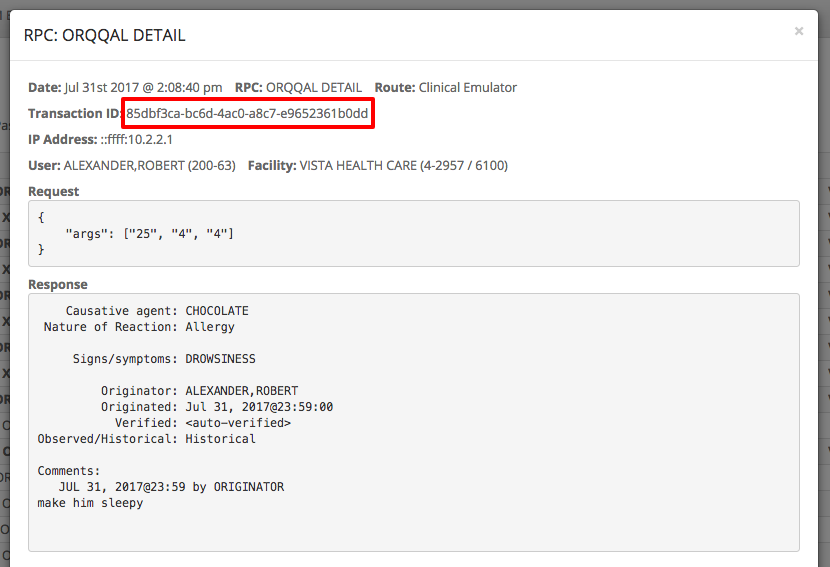 RPC: ORQQAL DETAIL ×
Date: Jul 31st 2017 @ 2:08:40 pm RPC: ORQQAL DETAIL Route: Clinical Emulator
Transaction ID: 85dbf3ca-bc6d-4ac0-a8c7-e9652361b0dd
IP Address: ::ffff:10.2.2.1
User: ALEXANDER,ROBERT (200-63) Facility: VISTA HEALTH CARE (4-2957 / 6100)
Request
{
"args": ["25", "4", "4"]
}
Response
Causative agent: CHOCOLATE
Nature of Reaction: Allergy
Signs/symptoms: DROWSINESS
Originator: ALEXANDER,ROBERT
Originated: Jul 31, 2017@23:59:00
Verified: <auto-verified>
Observed/Historical: Historical
Comments:
JUL 31, 2017@23:59 by ORIGINATOR
make him sleepy